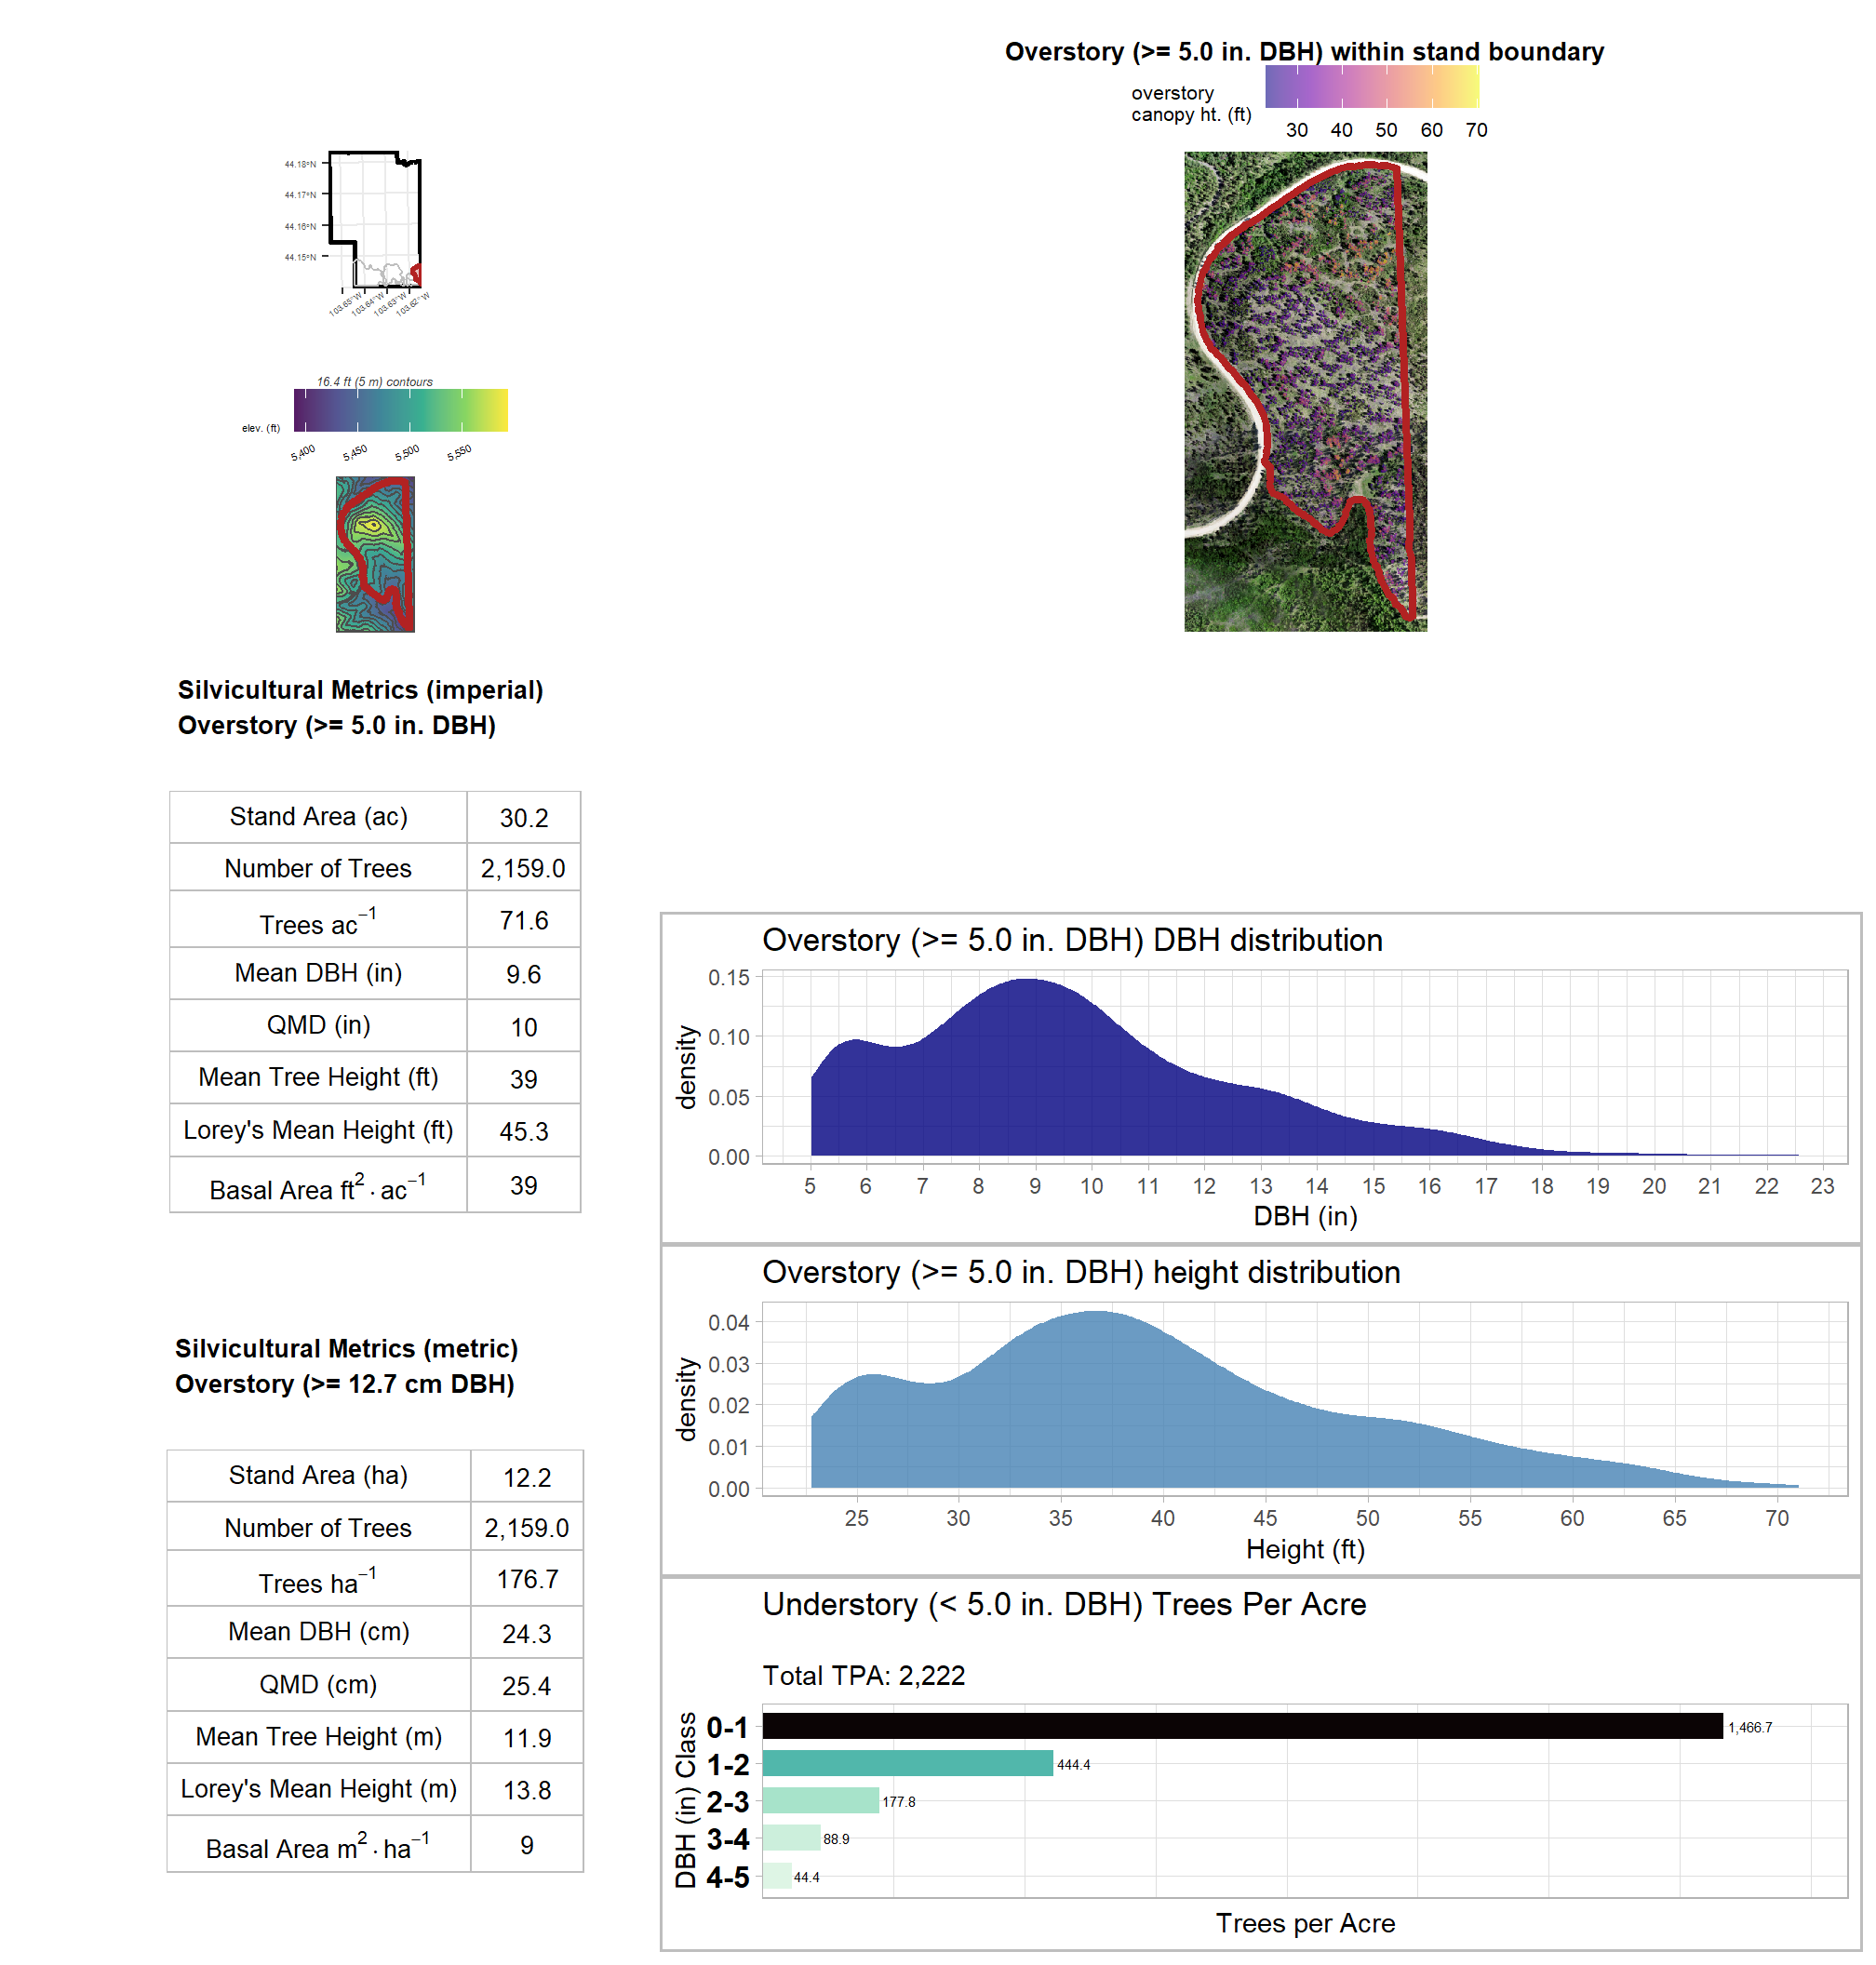 Overstory (>= 5.0 in. DBH) within stand boundary
overstory
canopy ht. (ft)
30 40 50 60 70
44.18°N
44.17°N
44.16°N
44.15°N
103.65°W 103.64°W 103.63°W 103.62°W
16.4 ft (5 m) contours
elev. (ft)
5,400 5,450 5,500 5,550
Silvicultural Metrics (imperial)
Overstory (>= 5.0 in. DBH)
Stand Area (ac) 30.2
Number of Trees 2,159.0
Trees ac⁻¹ 71.6
Mean DBH (in) 9.6
QMD (in) 10
Mean Tree Height (ft) 39
Lorey's Mean Height (ft) 45.3
Basal Area ft² · ac⁻¹ 39
Silvicultural Metrics (metric)
Overstory (>= 12.7 cm DBH)
Stand Area (ha) 12.2
Number of Trees 2,159.0
Trees ha⁻¹ 176.7
Mean DBH (cm) 24.3
QMD (cm) 25.4
Mean Tree Height (m) 11.9
Lorey's Mean Height (m) 13.8
Basal Area m² · ha⁻¹ 9
Overstory (>= 5.0 in. DBH) DBH distribution
density
0.15
0.10
0.05
0.00
5 6 7 8 9 10 11 12 13 14 15 16 17 18 19 20 21 22 23
DBH (in)
Overstory (>= 5.0 in. DBH) height distribution
density
0.04
0.03
0.02
0.01
0.00
25 30 35 40 45 50 55 60 65 70
Height (ft)
Understory (< 5.0 in. DBH) Trees Per Acre
Total TPA: 2,222
DBH (in) Class
0-1 1,466.7
1-2 444.4
2-3 177.8
3-4 88.9
4-5 44.4
Trees per Acre